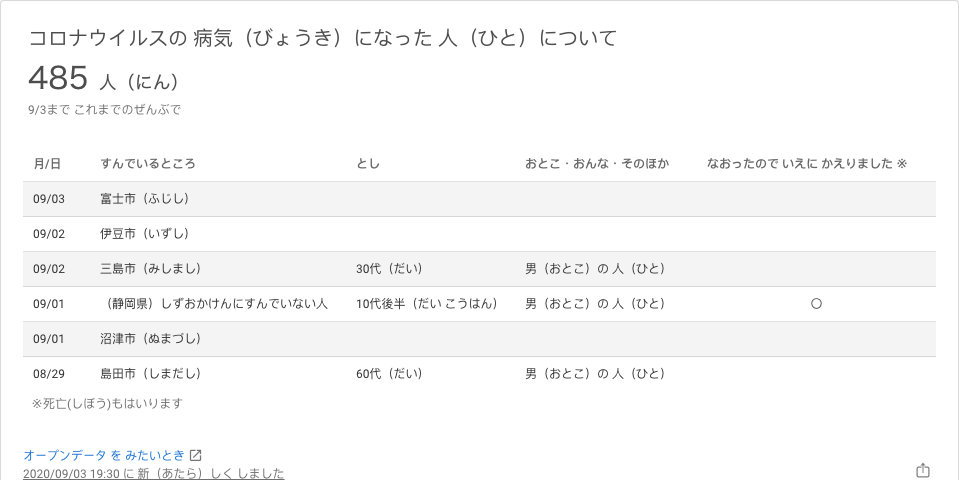 コロナウイルスの 病気（びょうき）になった 人（ひと）について
485 人（にん）
9/3まで これまでのぜんぶで
月/日 すんでいるところ とし おとこ・おんな・そのほか なおったので いえに かえりました ※
09/03 富士市（ふじし）
09/02 伊豆市（いずし）
09/02 三島市（みしまし） 30代（だい） 男（おとこ）の 人（ひと）
09/01 （静岡県）しずおかけんにすんでいない人 10代後半（だい こうはん） 男（おとこ）の 人（ひと） ○
09/01 沼津市（ぬまづし）
08/29 島田市（しまだし） 60代（だい） 男（おとこ）の 人（ひと）
※死亡(しぼう)もはいります
オープンデータ を みたいとき
2020/09/03 19:30 に 新（あたら）しく しました